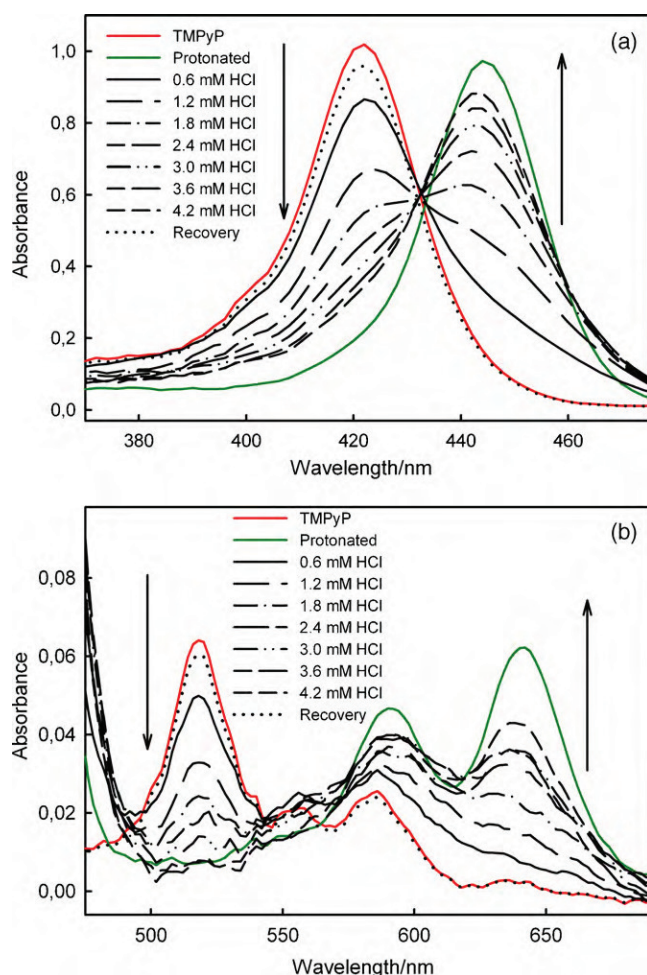 (a)
TMPyP
Protonated
0.6 mM HCl
1.2 mM HCl
1.8 mM HCl
2.4 mM HCl
3.0 mM HCl
3.6 mM HCl
4.2 mM HCl
Recovery
1,0
0,8
0,6
0,4
0,2
0,0
Absorbance
380 400 420 440 460
Wavelength/nm
(b)
TMPyP
Protonated
0.6 mM HCl
1.2 mM HCl
1.8 mM HCl
2.4 mM HCl
3.0 mM HCl
3.6 mM HCl
4.2 mM HCl
Recovery
0,08
0,06
0,04
0,02
0,00
Absorbance
500 550 600 650
Wavelength/nm